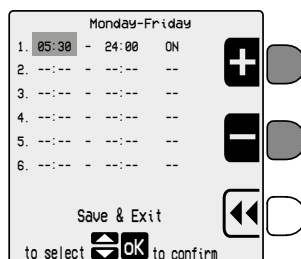 Monday-Friday
1. 05:30 - 24:00 ON
2. --:-- - --:-- --
3. --:-- - --:-- --
4. --:-- - --:-- --
5. --:-- - --:-- --
6. --:-- - --:-- --
Save & Exit
to select OK to confirm